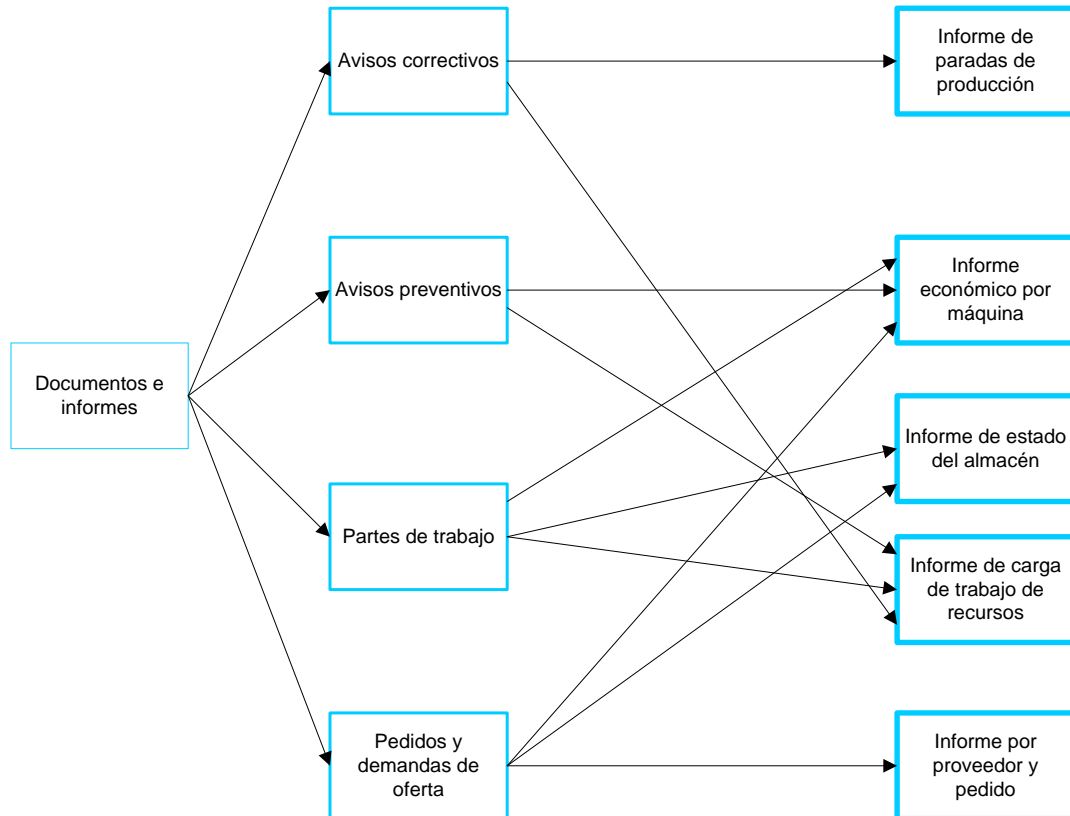 Avisos correctivos
Informe de
paradas de
producción
Avisos preventivos
Informe
económico por
máquina
Documentos e
informes
Informe de estado
del almacén
Partes de trabajo
Informe de carga
de trabajo de
recursos
Pedidos y
demandas de
oferta
Informe por
proveedor y
pedido